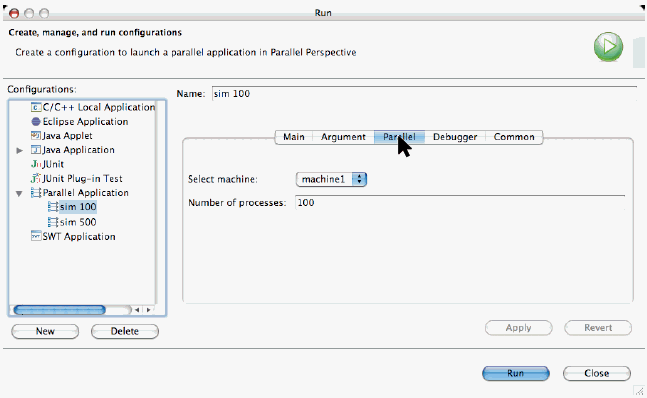 Run
Create, manage, and run configurations
Create a configuration to launch a parallel application in Parallel Perspective
Configurations:
C/C++ Local Application
Eclipse Application
Java Applet
Java Application
JUnit
JUnit Plug-in Test
Parallel Application
sim 100
sim 500
SWT Application
New Delete
Name: sim 100
Main Argument Parallel Debugger Common
Select machine: machine1
Number of processes: 100
Apply Revert
Run Close